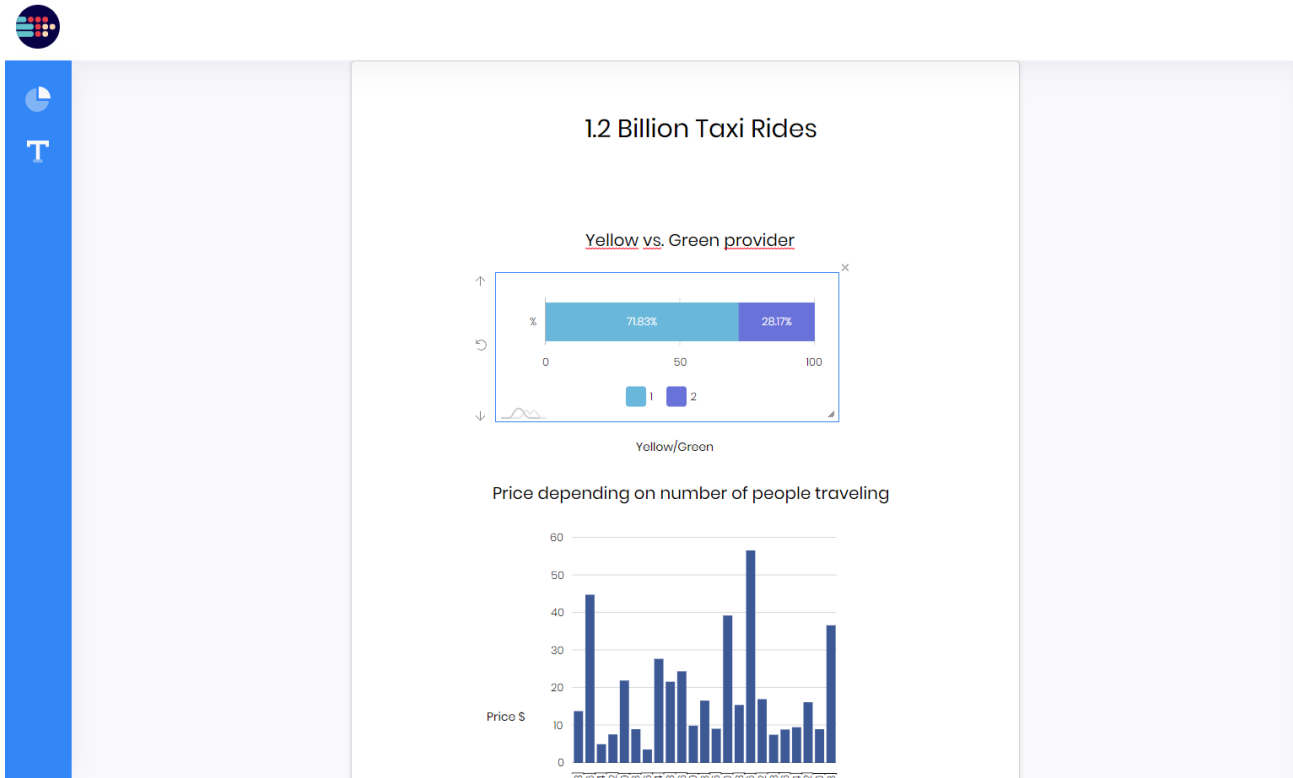 T
1.2 Billion Taxi Rides
Yellow vs. Green provider
% 71.83% 28.17%
0 50 100
1 2
Yellow/Green
Price depending on number of people traveling
60
50
40
30
20
Price $
10
0